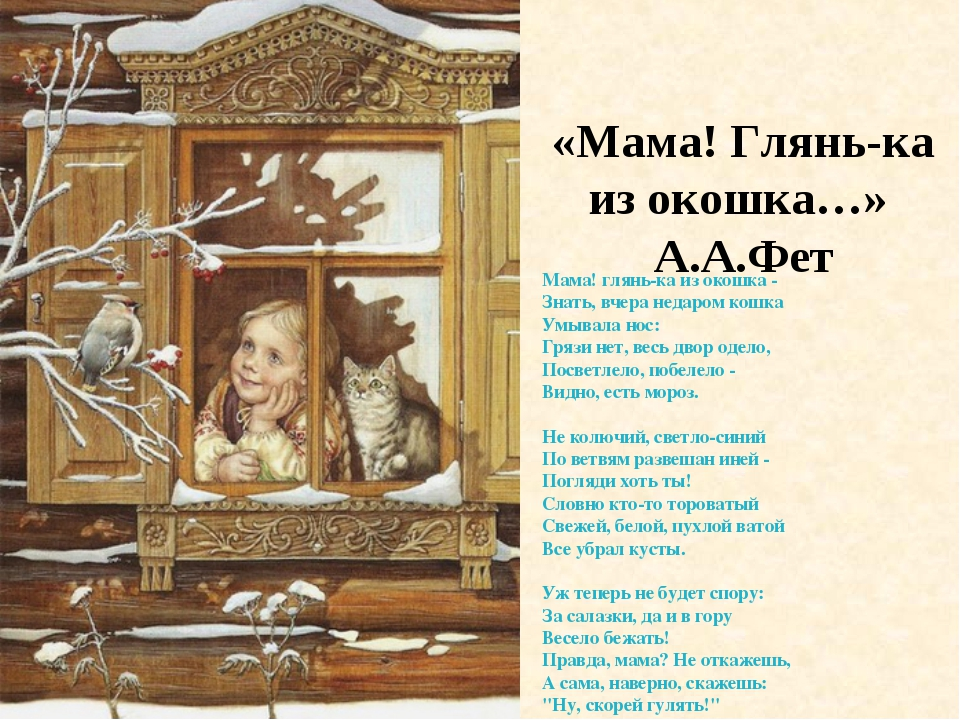 «Мама! Глянь-ка
из окошка…»
А.А.Фет
Мама! глянь-ка из окошка -
Знать, вчера недаром кошка
Умывала нос:
Грязи нет, весь двор одело,
Посветлело, побелело -
Видно, есть мороз.

Не колючий, светло-синий
По ветвям развешан иней -
Погляди хоть ты!
Словно кто-то тороватый
Свежей, белой, пухлой ватой
Все убрал кусты.

Уж теперь не будет спору:
За салазки, да и в гору
Весело бежать!
Правда, мама? Не откажешь,
А сама, наверно, скажешь:
"Ну, скорей гулять!"